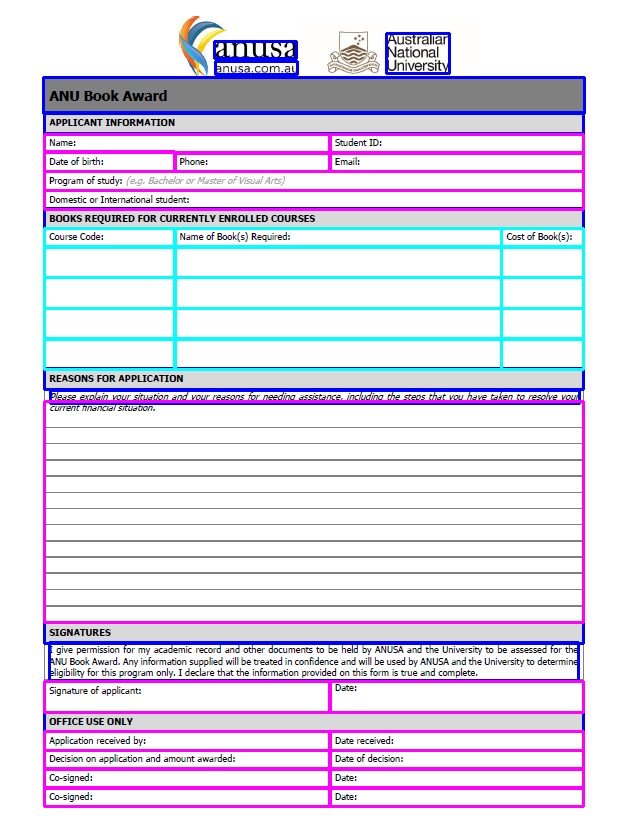 anusa
anusa.com.au
Australian
National
University
ANU Book Award
APPLICANT INFORMATION
Name: Student ID:
Date of birth: Phone: Email:
Program of study: (e.g. Bachelor or Master of Visual Arts)
Domestic or International student:
BOOKS REQUIRED FOR CURRENTLY ENROLLED COURSES
Course Code: Name of Book(s) Required: Cost of Book(s):
REASONS FOR APPLICATION
Please explain your situation and your reasons for needing assistance, including the steps that you have taken to resolve your
current financial situation.
SIGNATURES
I give permission for my academic record and other documents to be held by ANUSA and the University to be assessed for the
ANU Book Award. Any information supplied will be treated in confidence and will be used by ANUSA and the University to determine
eligibility for this program only. I declare that the information provided on this form is true and complete.
Signature of applicant: Date:
OFFICE USE ONLY
Application received by: Date received:
Decision on application and amount awarded: Date of decision:
Co-signed: Date:
Co-signed: Date: